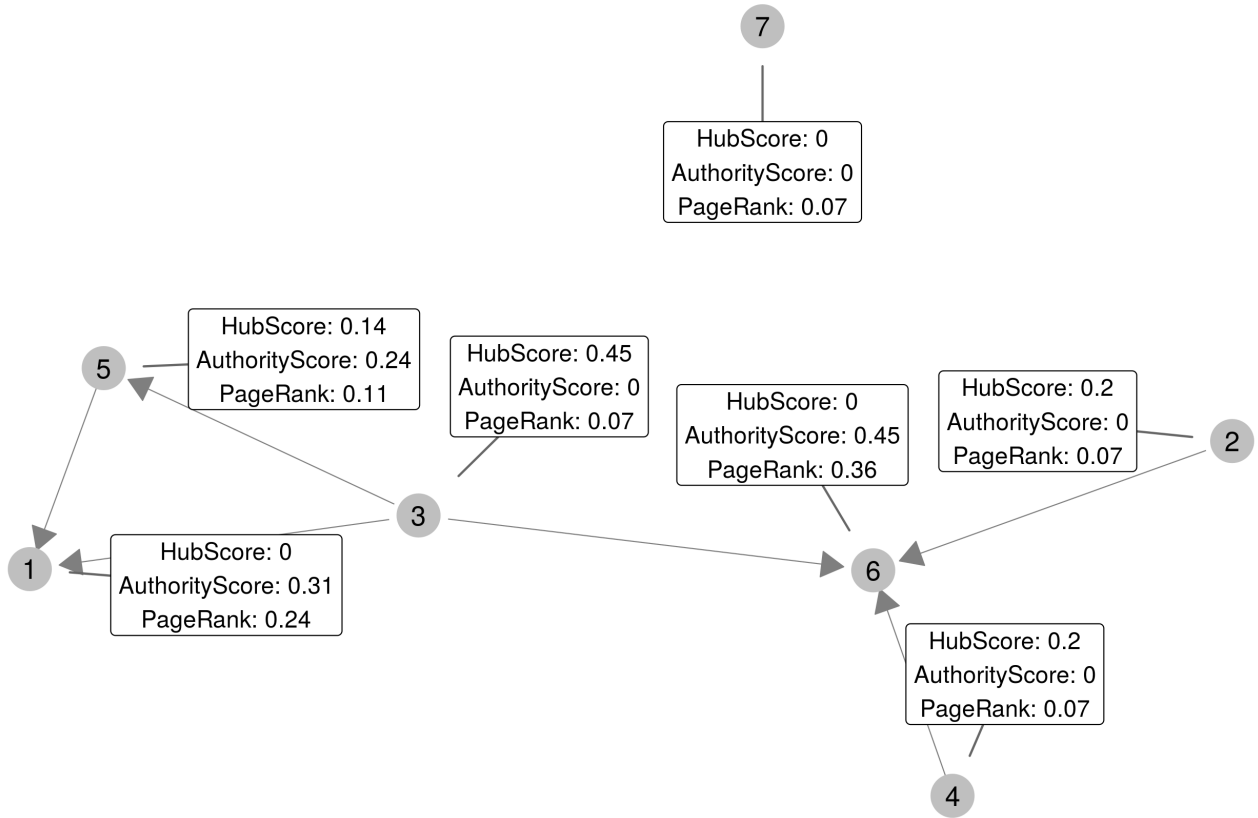 7
HubScore: 0
AuthorityScore: 0
PageRank: 0.07
5
HubScore: 0.14
AuthorityScore: 0.24
PageRank: 0.11
HubScore: 0.45
AuthorityScore: 0
PageRank: 0.07
3
HubScore: 0
AuthorityScore: 0.45
PageRank: 0.36
HubScore: 0.2
AuthorityScore: 0
PageRank: 0.07
2
1
HubScore: 0
AuthorityScore: 0.31
PageRank: 0.24
6
HubScore: 0.2
AuthorityScore: 0
PageRank: 0.07
4